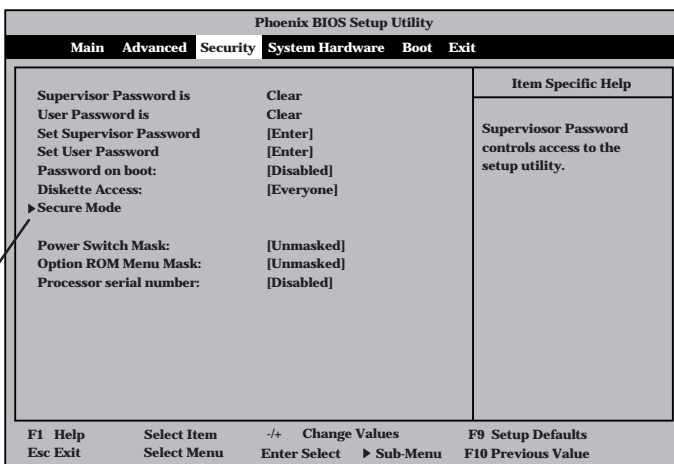 Phoenix BIOS Setup Utility
Main Advanced Security System Hardware Boot Exit
Supervisor Password is Clear
User Password is Clear
Set Supervisor Password [Enter]
Set User Password [Enter]
Password on boot: [Disabled]
Diskette Access: [Everyone]
▶Secure Mode
Power Switch Mask: [Unmasked]
Option ROM Menu Mask: [Unmasked]
Processor serial number: [Disabled]
Item Specific Help
Superviosor Password
controls access to the
setup utility.
F1 Help Select Item -/+ Change Values F9 Setup Defaults
Esc Exit Select Menu Enter Select ▶ Sub-Menu F10 Previous Value